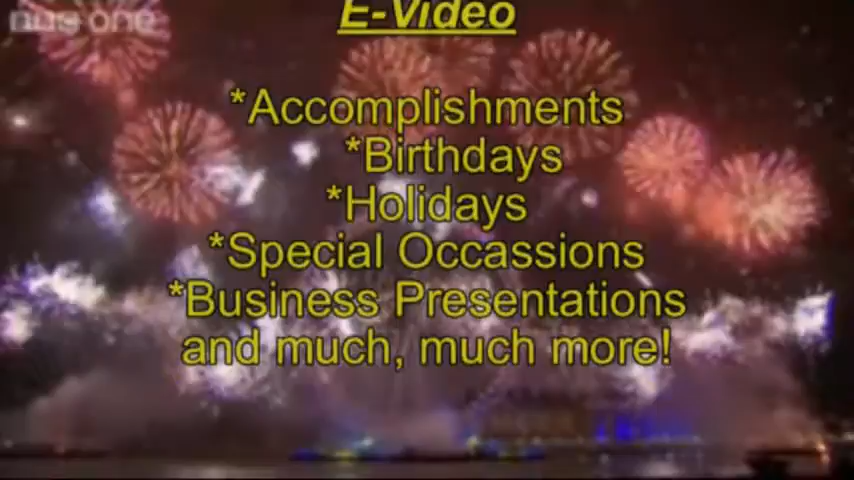 E-Video
*Accomplishments
*Birthdays
*Holidays
*Special Occassions
*Business Presentations
and much, much more!